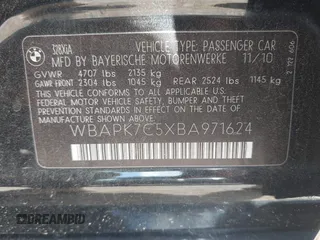 328XIA
VEHICLE TYPE: PASSENGER CAR
MFD BY BAYERISCHE MOTORENWERKE 11/10
GVWR 4707 lbs 2135 kg
GAWR FRONT 2304 lbs 1045 kg REAR 2524 lbs 1145 kg
THIS VEHICLE CONFORMS TO ALL APPLICABLE FEDERAL
MOTOR VEHICLE SAFETY, BUMPER, AND THEFT
PREVENTION STANDARDS IN EFFECT ON THE DATE OF
MANUFACTURE SHOWN ABOVE.
WBAPK7C5XBA971624
DREAMBID